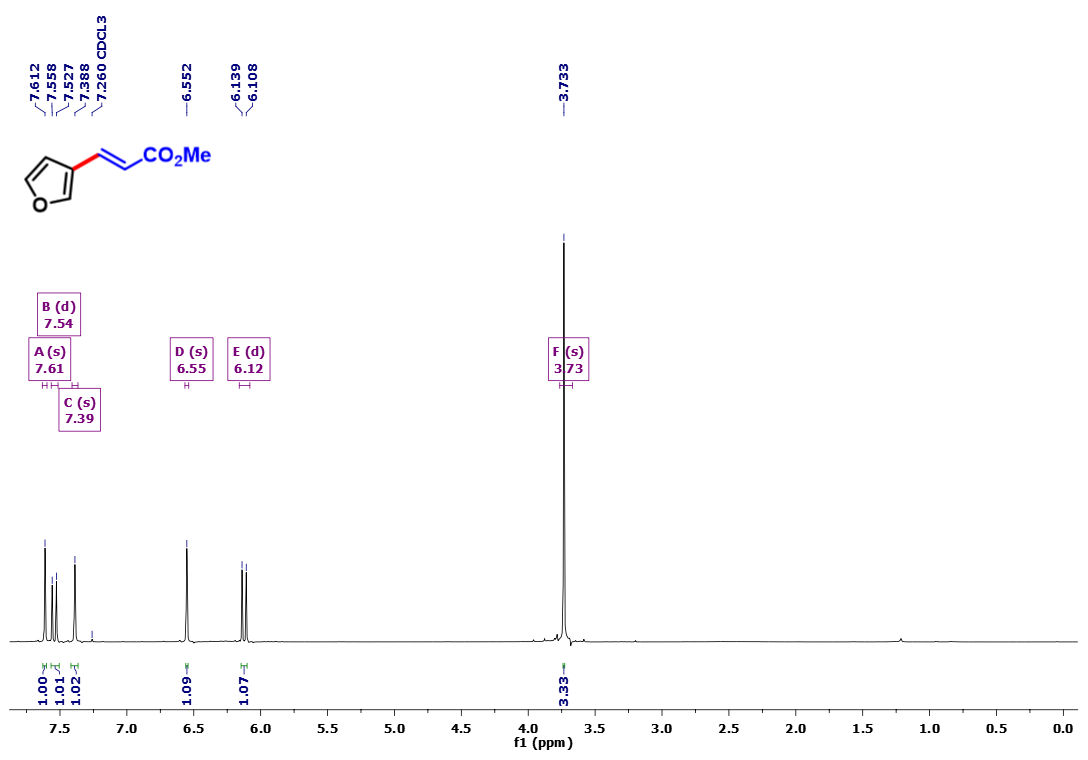 7.612
7.558
7.527
7.388
7.260 CDCL3
6.552
6.139
6.108
3.733
CO2Me
O
B (d)
7.54
A (s)
7.61
D (s)
6.55
E (d)
6.12
F (s)
3.73
C (s)
7.39
1.00
1.01
1.02
1.09
1.07
3.33
7.5 7.0 6.5 6.0 5.5 5.0 4.5 4.0 3.5 3.0 2.5 2.0 1.5 1.0 0.5 0.0
f1 (ppm)